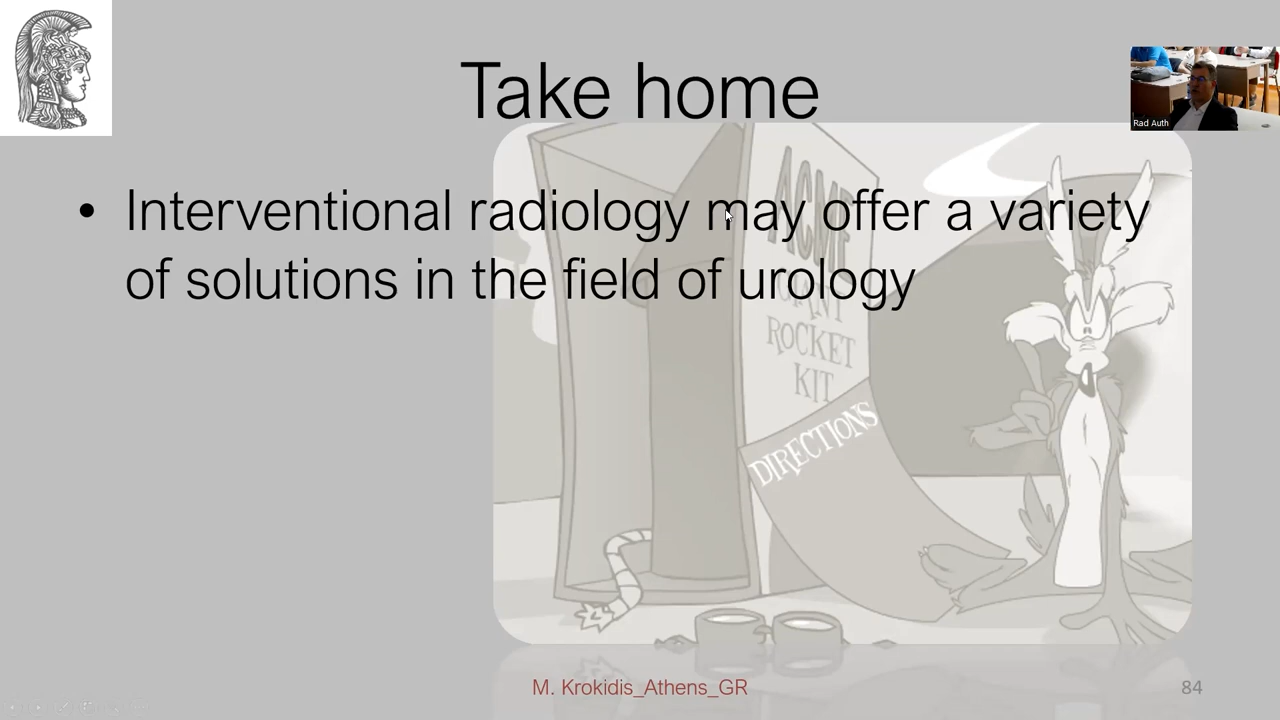 Take home
Rad Auth
• Interventional radiology may offer a variety
of solutions in the field of urology
ACME
GIANT
ROCKET
KIT
DIRECTIONS
M. Krokidis_Athens_GR
84